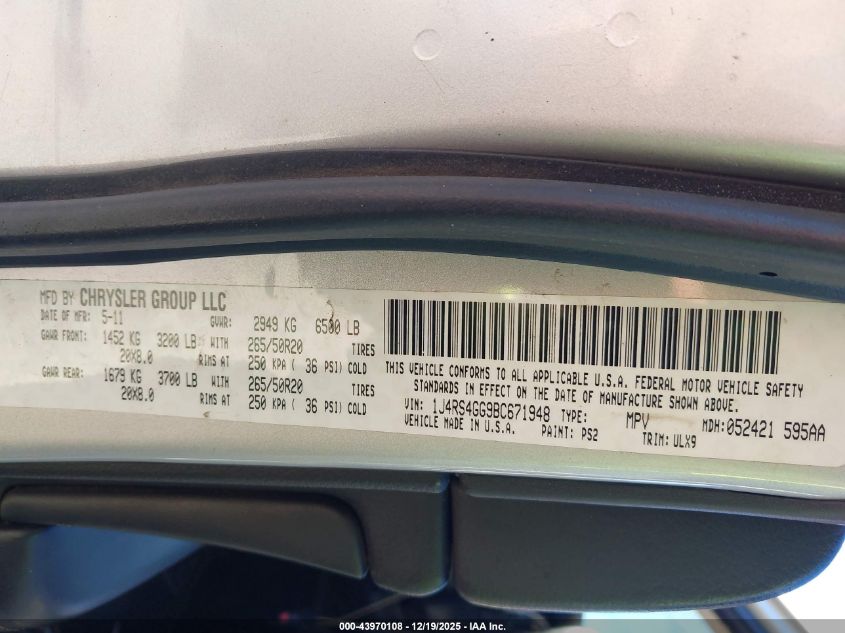 MFD BY CHRYSLER GROUP LLC
DATE OF MFR: 5-11 GVWR: 2949 KG 6500 LB
GAWR FRONT: 1452 KG 3200 LB WITH 265/50R20 TIRES
20X8.0 RIMS AT 250 KPA ( 36 PSI) COLD
GAWR REAR: 1679 KG 3700 LB WITH 265/50R20 TIRES
20X8.0 RIMS AT 250 KPA ( 36 PSI) COLD
THIS VEHICLE CONFORMS TO ALL APPLICABLE U.S.A. FEDERAL MOTOR VEHICLE SAFETY
STANDARDS IN EFFECT ON THE DATE OF MANUFACTURE SHOWN ABOVE.
VIN: 1J4RS4GG9BC671948 TYPE: MPV MDH: 052421 595AA
VEHICLE MADE IN U.S.A. PAINT: PS2 TRIM: ULX9
000-43970108 - 12/19/2025 - IAA Inc.